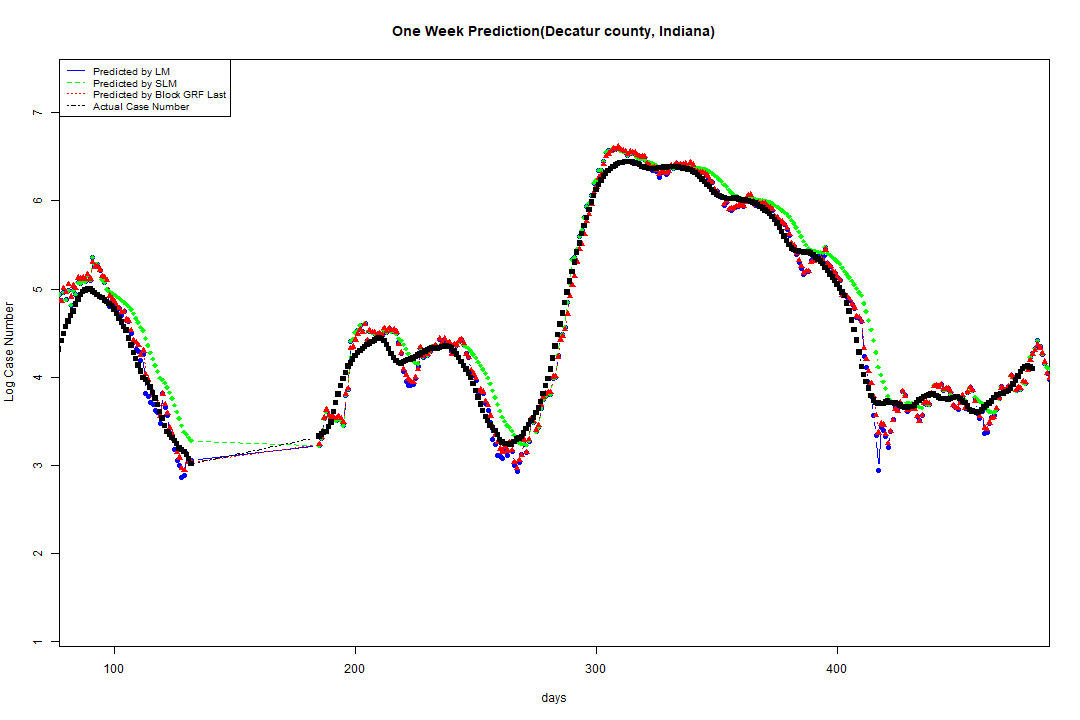 One Week Prediction(Decatur county, Indiana)
Predicted by LM
Predicted by SLM
Predicted by Block GRF Last
Actual Case Number
Log Case Number
7
6
5
4
3
2
1
100 200 300 400
days